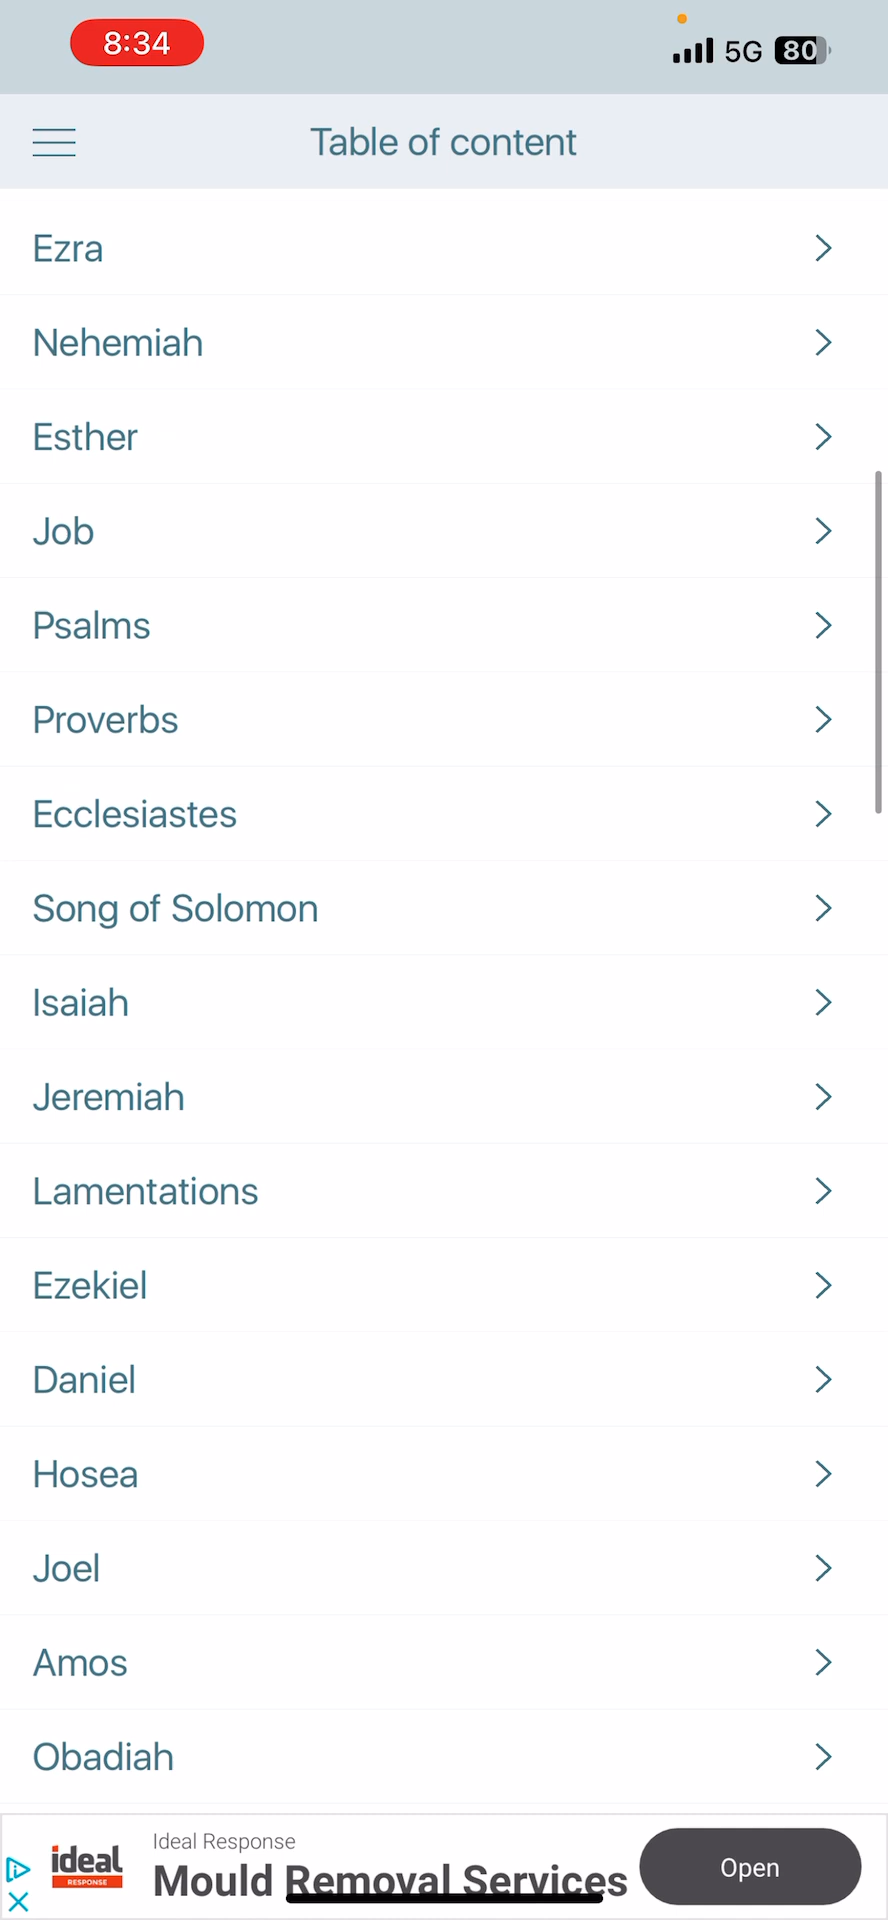 8:34
5G 80
Table of content
Ezra
Nehemiah
Esther
Job
Psalms
Proverbs
Ecclesiastes
Song of Solomon
Isaiah
Jeremiah
Lamentations
Ezekiel
Daniel
Hosea
Joel
Amos
Obadiah
ideal
RESPONSE
Ideal Response
Mould Removal Services
Open